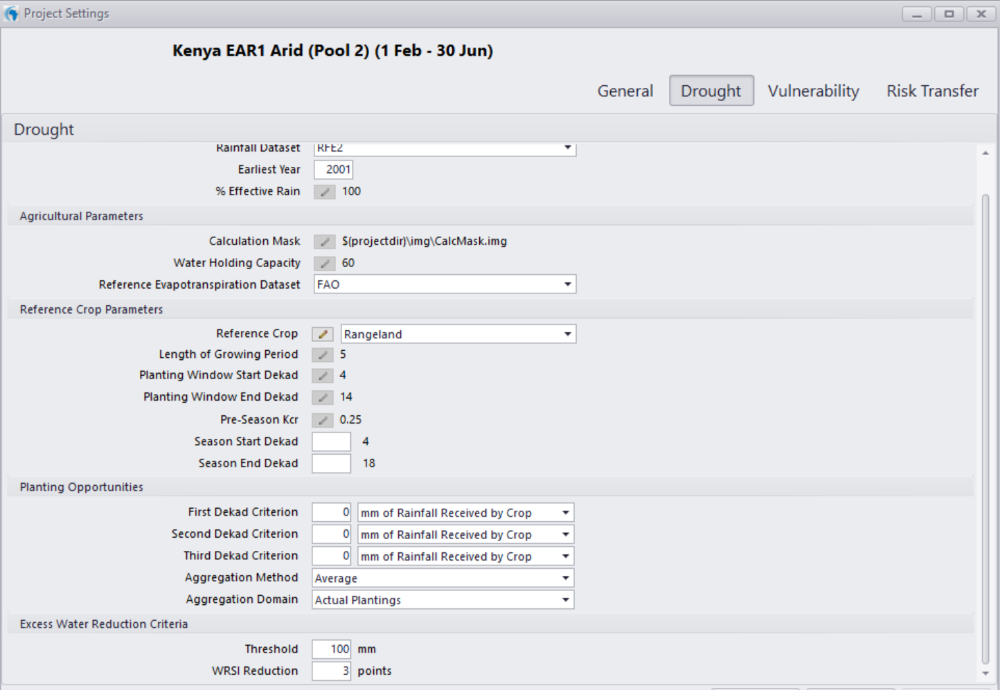 Project Settings
Kenya EAR1 Arid (Pool 2) (1 Feb - 30 Jun)
General Drought Vulnerability Risk Transfer
Drought
Rainfall Dataset RFE2
Earliest Year 2001
% Effective Rain 100
Agricultural Parameters
Calculation Mask $(projectdir)\img\CalcMask.img
Water Holding Capacity 60
Reference Evapotranspiration Dataset FAO
Reference Crop Parameters
Reference Crop Rangeland
Length of Growing Period 5
Planting Window Start Dekad 4
Planting Window End Dekad 14
Pre-Season Kcr 0.25
Season Start Dekad 4
Season End Dekad 18
Planting Opportunities
First Dekad Criterion 0 mm of Rainfall Received by Crop
Second Dekad Criterion 0 mm of Rainfall Received by Crop
Third Dekad Criterion 0 mm of Rainfall Received by Crop
Aggregation Method Average
Aggregation Domain Actual Plantings
Excess Water Reduction Criteria
Threshold 100 mm
WRSI Reduction 3 points